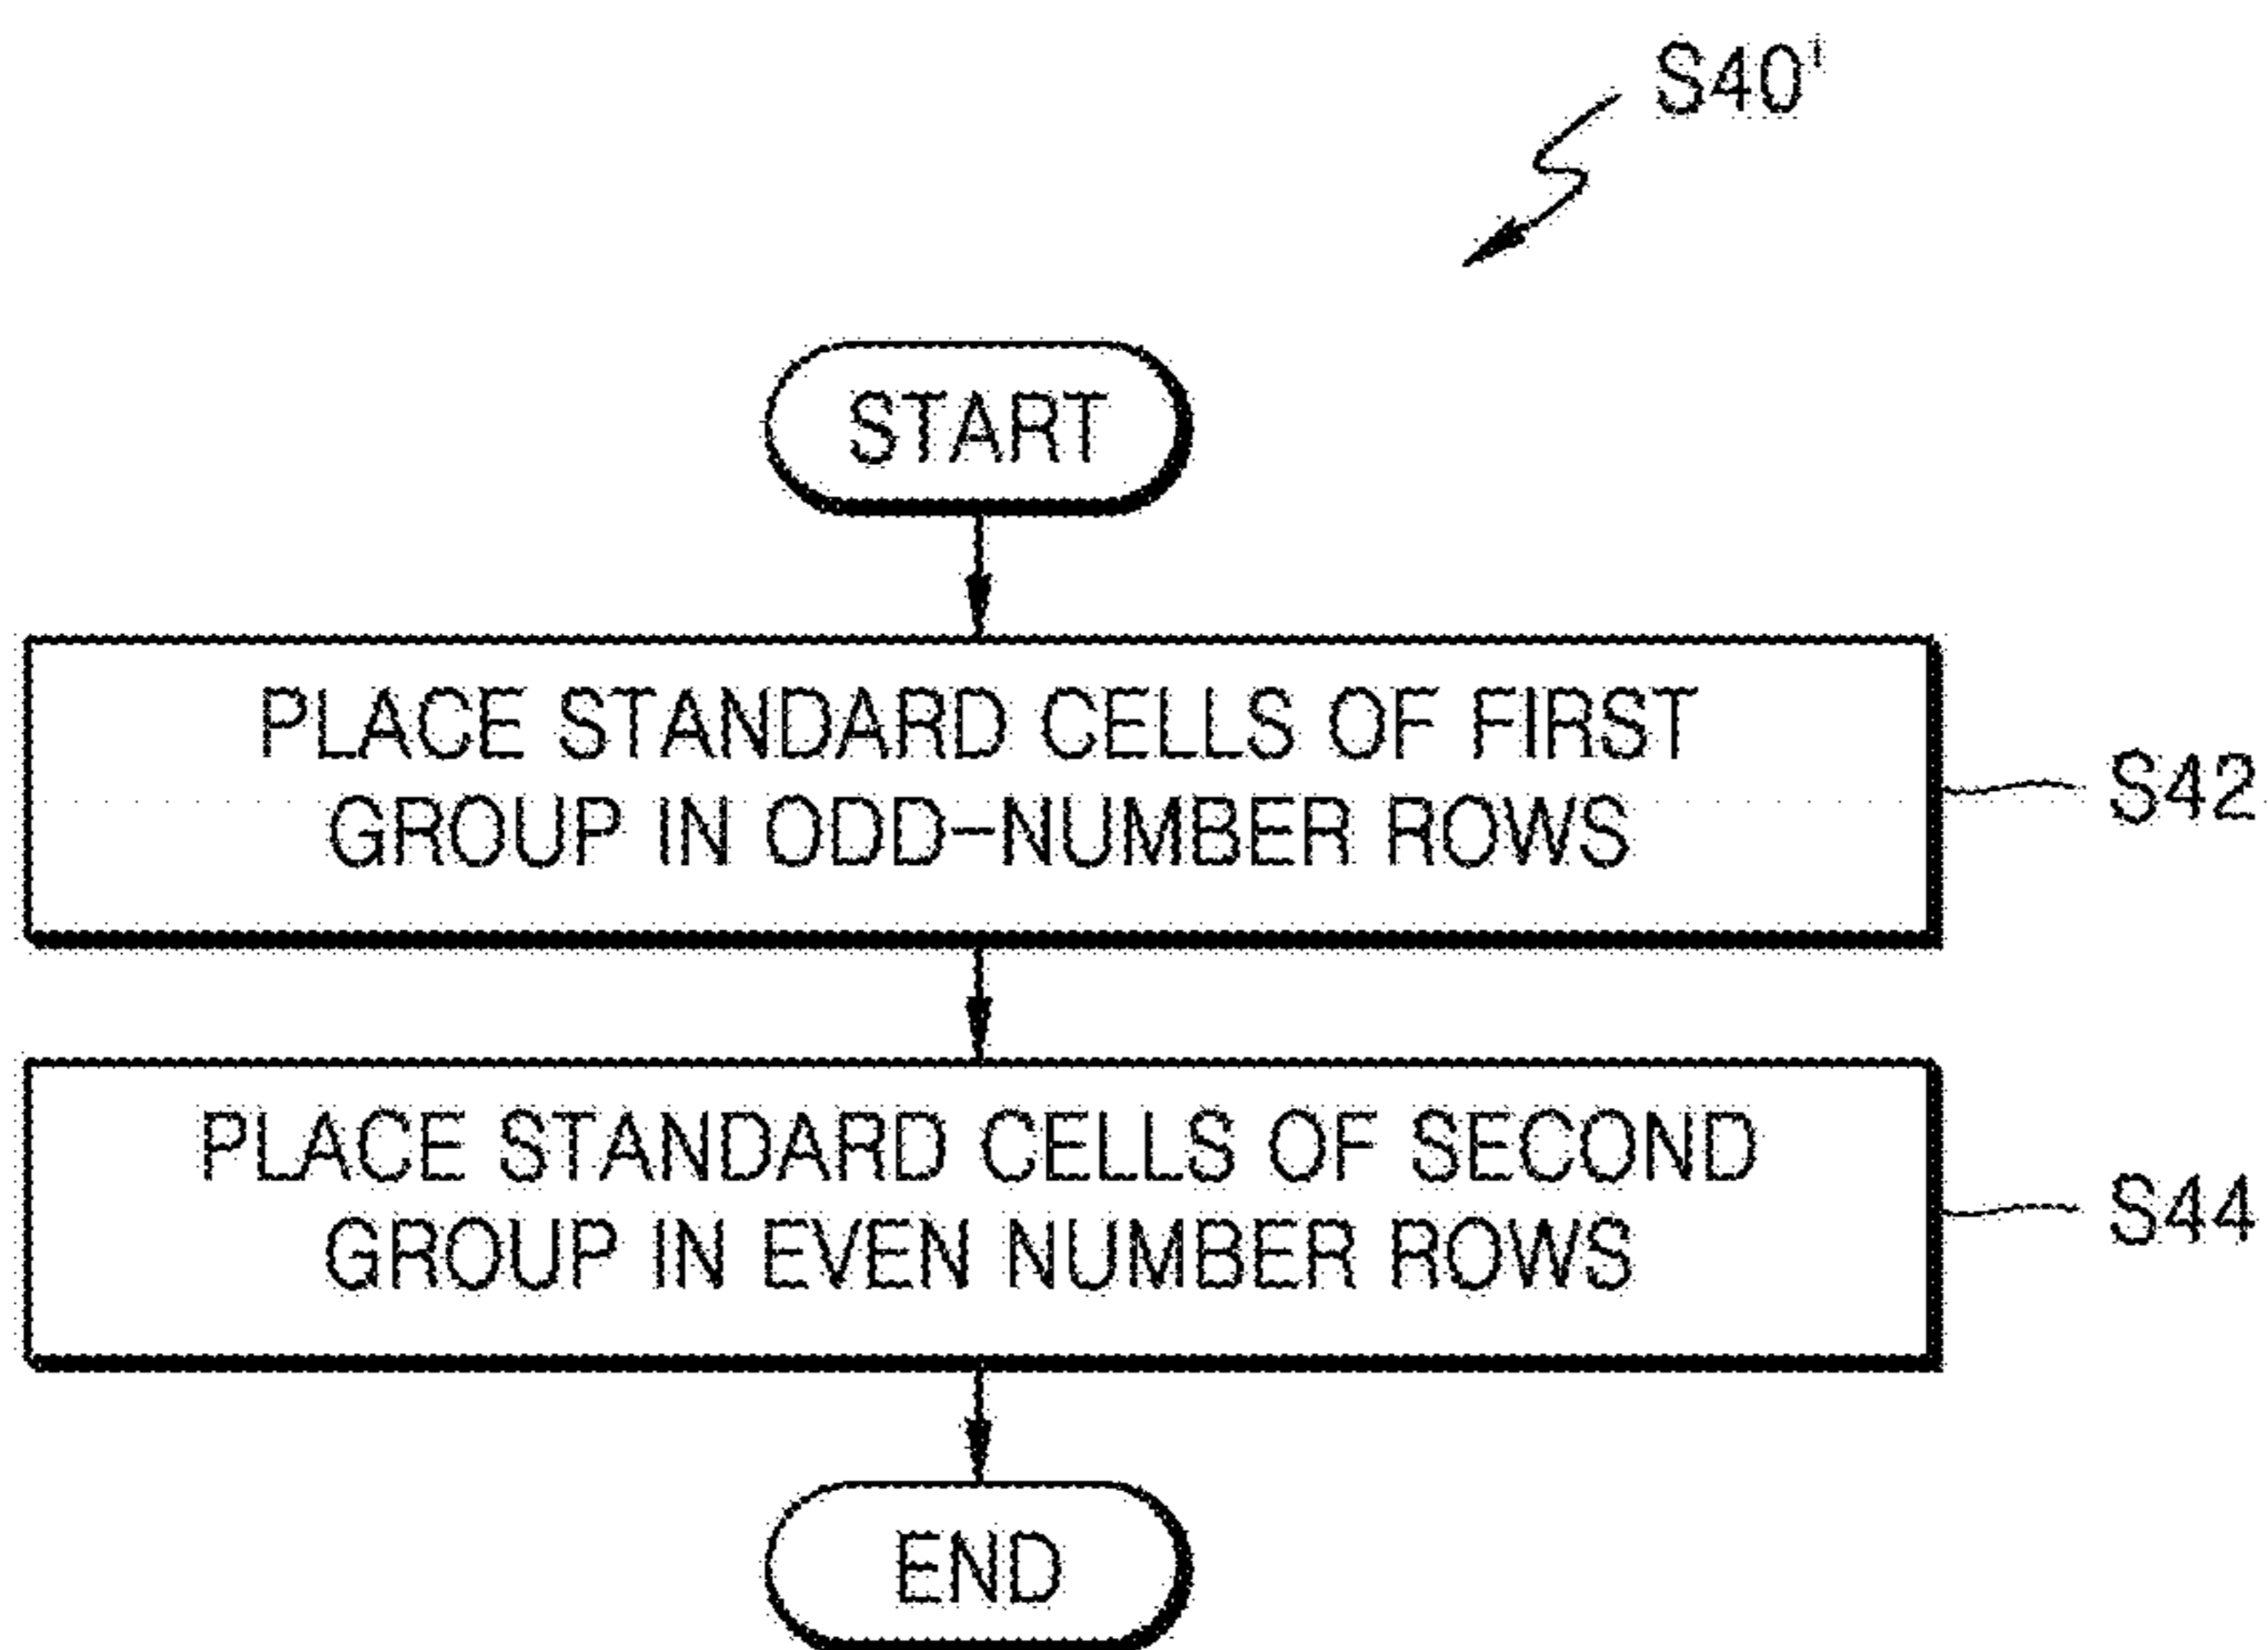 S40'
START
PLACE STANDARD CELLS OF FIRST
GROUP IN ODD-NUMBER ROWS
S42
PLACE STANDARD CELLS OF SECOND
GROUP IN EVEN NUMBER ROWS
S44
END